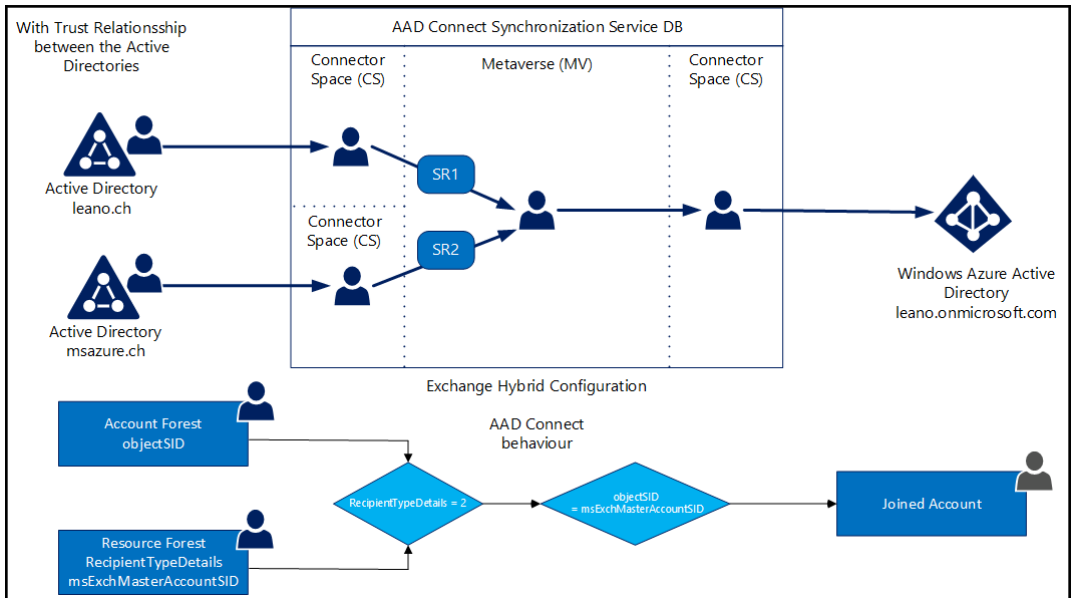 With Trust Relationsship
between the Active
Directories
AAD Connect Synchronization Service DB
Connector
Space (CS)
Metaverse (MV)
Connector
Space (CS)
Active Directory
leano.ch
SR1
Connector
Space (CS)
SR2
Active Directory
msazure.ch
Windows Azure Active
Directory
leano.onmicrosoft.com
Exchange Hybrid Configuration
AAD Connect
behaviour
Account Forest
objectSID
RecipientTypeDetails = 2
objectSID
= msExchMasterAccountSID
Joined Account
Resource Forest
RecipientTypeDetails
msExchMasterAccountSID